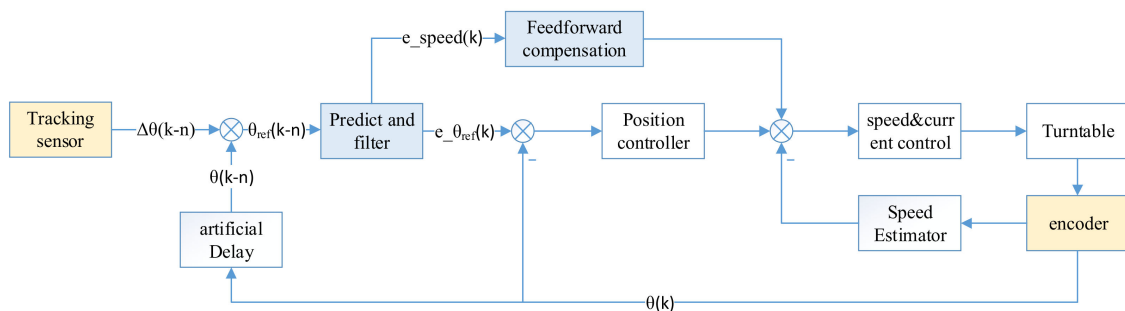 e_speed(k)
Feedforward
compensation
Tracking
sensor
Δθ(k-n)
θref(k-n)
Predict and
filter
e_θref(k)
Position
controller
speed&curr
ent control
Turntable
θ(k-n)
artificial
Delay
Speed
Estimator
encoder
θ(k)